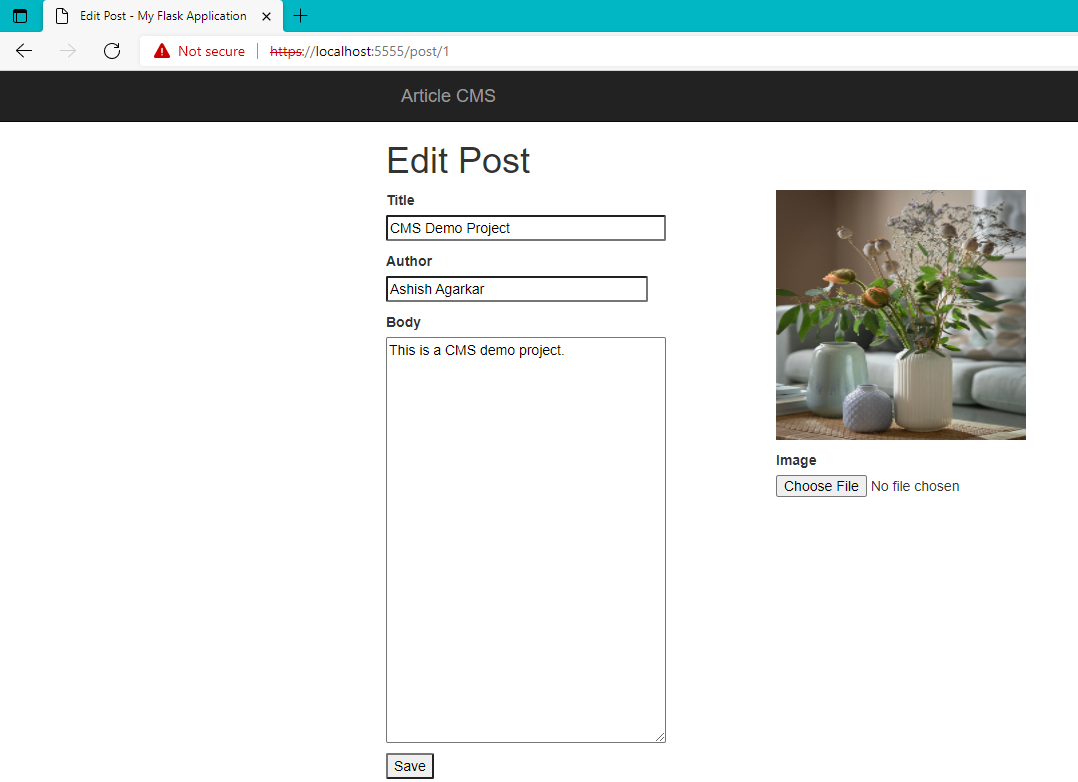 Edit Post - My Flask Application
Not secure https://localhost:5555/post/1
Article CMS
Edit Post
Title
CMS Demo Project
Author
Ashish Agarkar
Body
This is a CMS demo project.
Save
Image
Choose File No file chosen